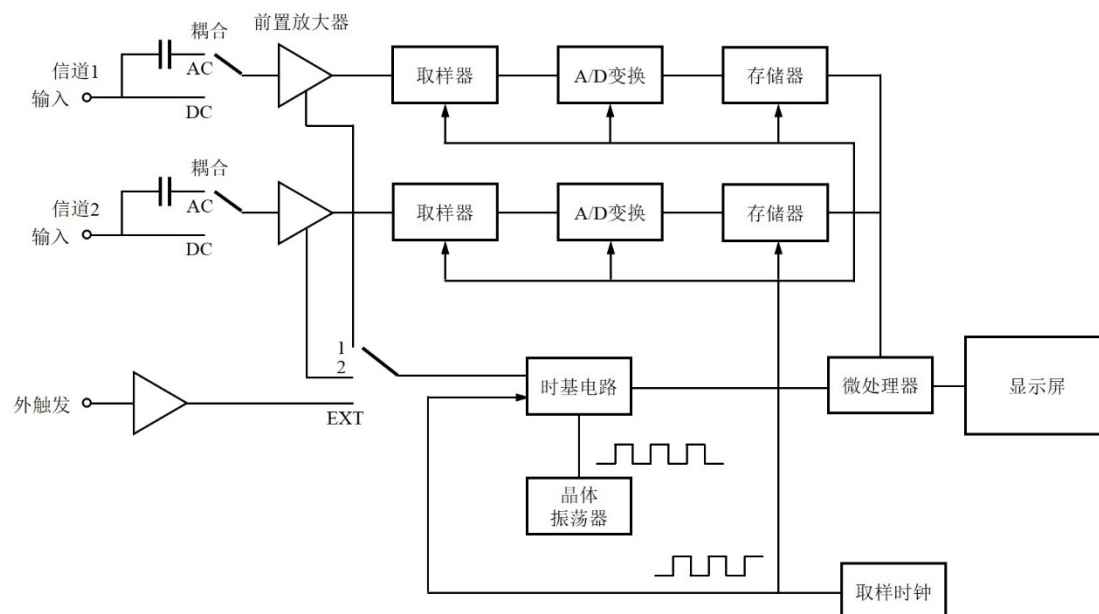 前置放大器
耦合
信道1
输入
AC
DC
取样器
A/D变换
存储器
耦合
信道2
输入
AC
DC
取样器
A/D变换
存储器
1
2
外触发
EXT
时基电路
微处理器
显示屏
晶体
振荡器
取样时钟